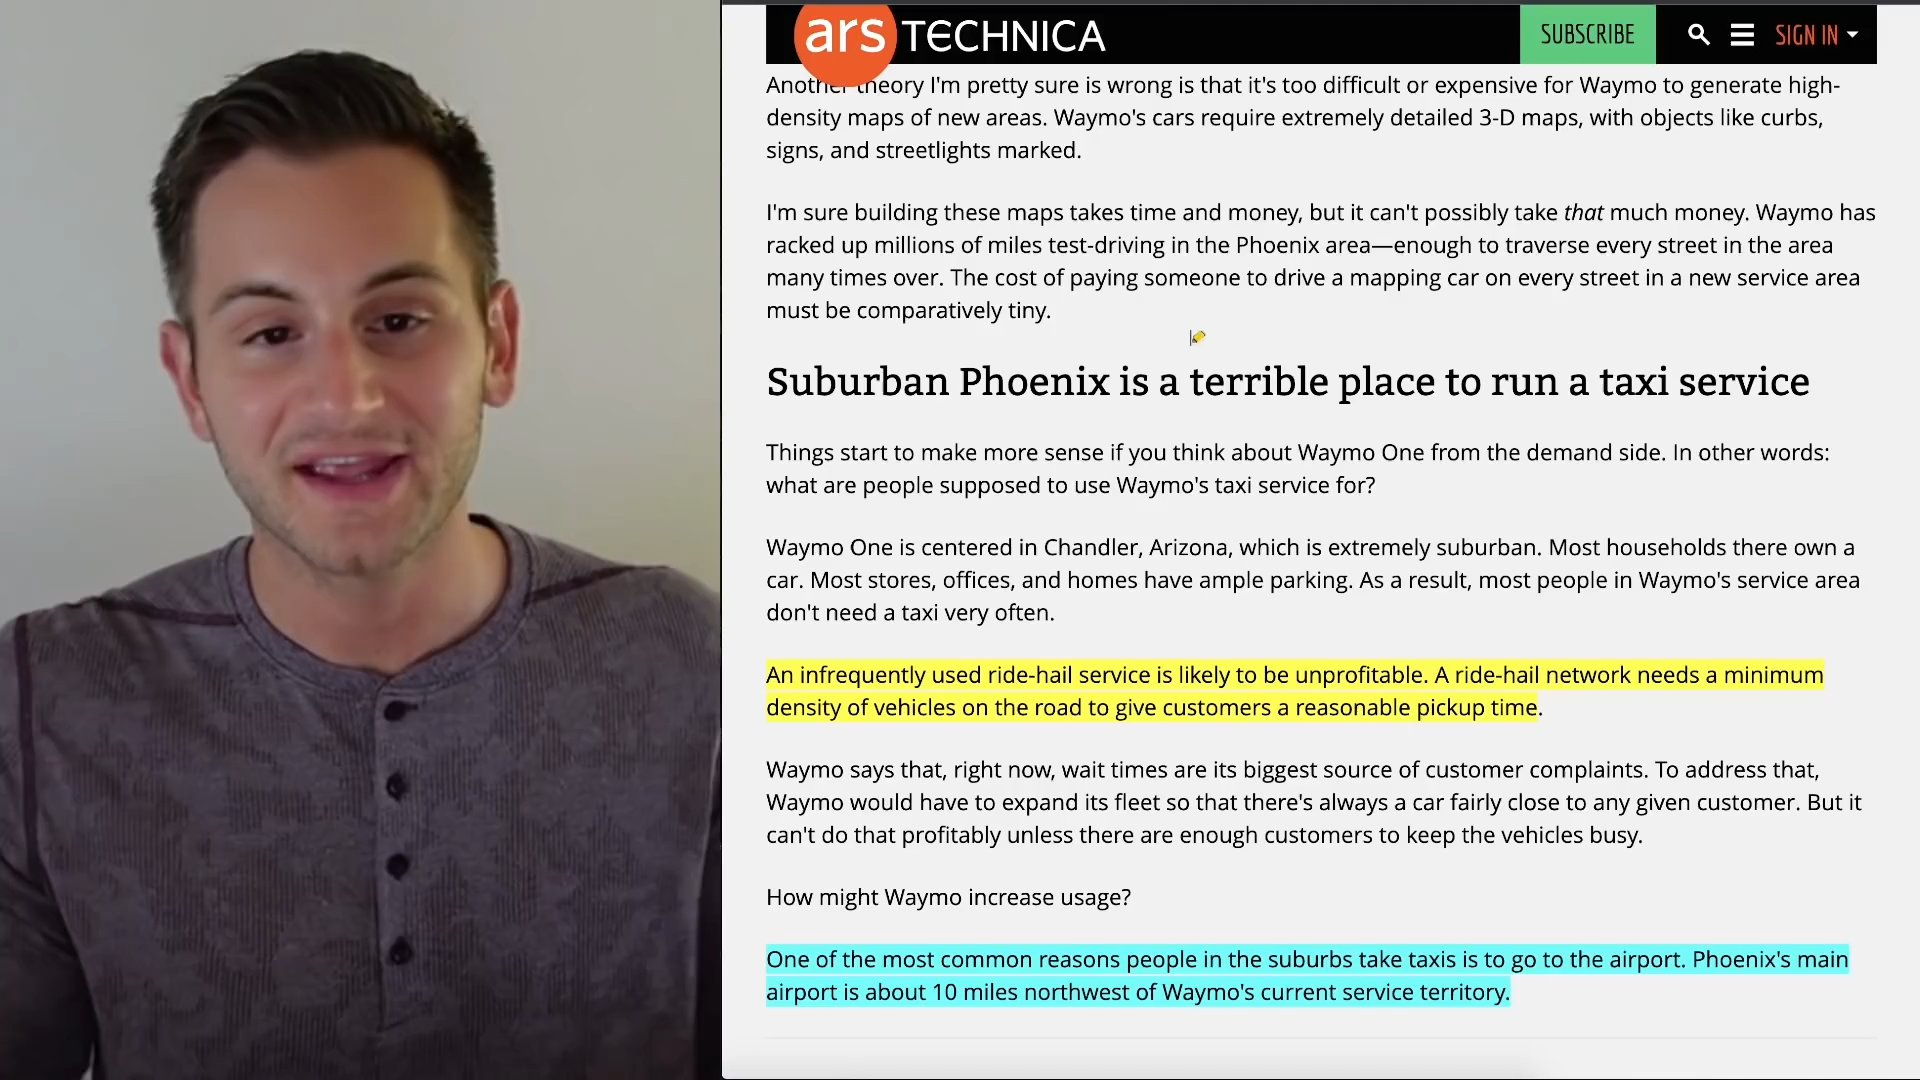 ars TECHNICA
SUBSCRIBE
SIGN IN
Another theory I'm pretty sure is wrong is that it's too difficult or expensive for Waymo to generate high-
density maps of new areas. Waymo's cars require extremely detailed 3-D maps, with objects like curbs,
signs, and streetlights marked.
I'm sure building these maps takes time and money, but it can't possibly take that much money. Waymo has
racked up millions of miles test-driving in the Phoenix area—enough to traverse every street in the area
many times over. The cost of paying someone to drive a mapping car on every street in a new service area
must be comparatively tiny.
Suburban Phoenix is a terrible place to run a taxi service
Things start to make more sense if you think about Waymo One from the demand side. In other words:
what are people supposed to use Waymo's taxi service for?
Waymo One is centered in Chandler, Arizona, which is extremely suburban. Most households there own a
car. Most stores, offices, and homes have ample parking. As a result, most people in Waymo's service area
don't need a taxi very often.
An infrequently used ride-hail service is likely to be unprofitable. A ride-hail network needs a minimum
density of vehicles on the road to give customers a reasonable pickup time.
Waymo says that, right now, wait times are its biggest source of customer complaints. To address that,
Waymo would have to expand its fleet so that there's always a car fairly close to any given customer. But it
can't do that profitably unless there are enough customers to keep the vehicles busy.
How might Waymo increase usage?
One of the most common reasons people in the suburbs take taxis is to go to the airport. Phoenix's main
airport is about 10 miles northwest of Waymo's current service territory.